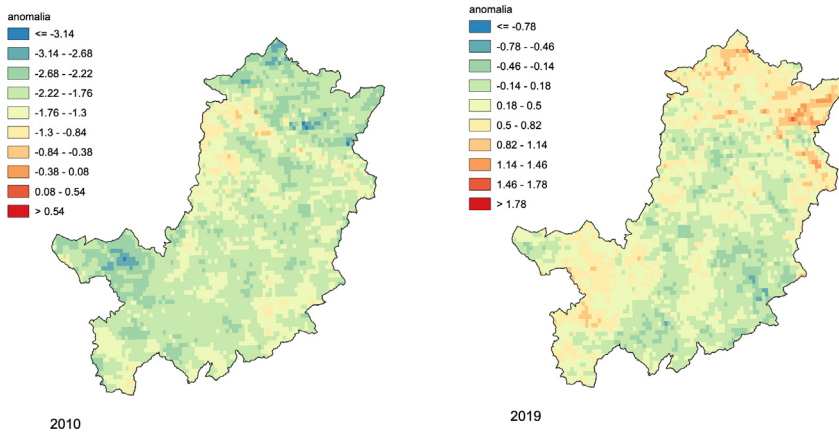 anomalia
<= -3.14
-3.14 - -2.68
-2.68 - -2.22
-2.22 - -1.76
-1.76 - -1.3
-1.3 - -0.84
-0.84 - -0.38
-0.38 - 0.08
0.08 - 0.54
> 0.54
2010
anomalia
<= -0.78
-0.78 - -0.46
-0.46 - -0.14
-0.14 - 0.18
0.18 - 0.5
0.5 - 0.82
0.82 - 1.14
1.14 - 1.46
1.46 - 1.78
> 1.78
2019